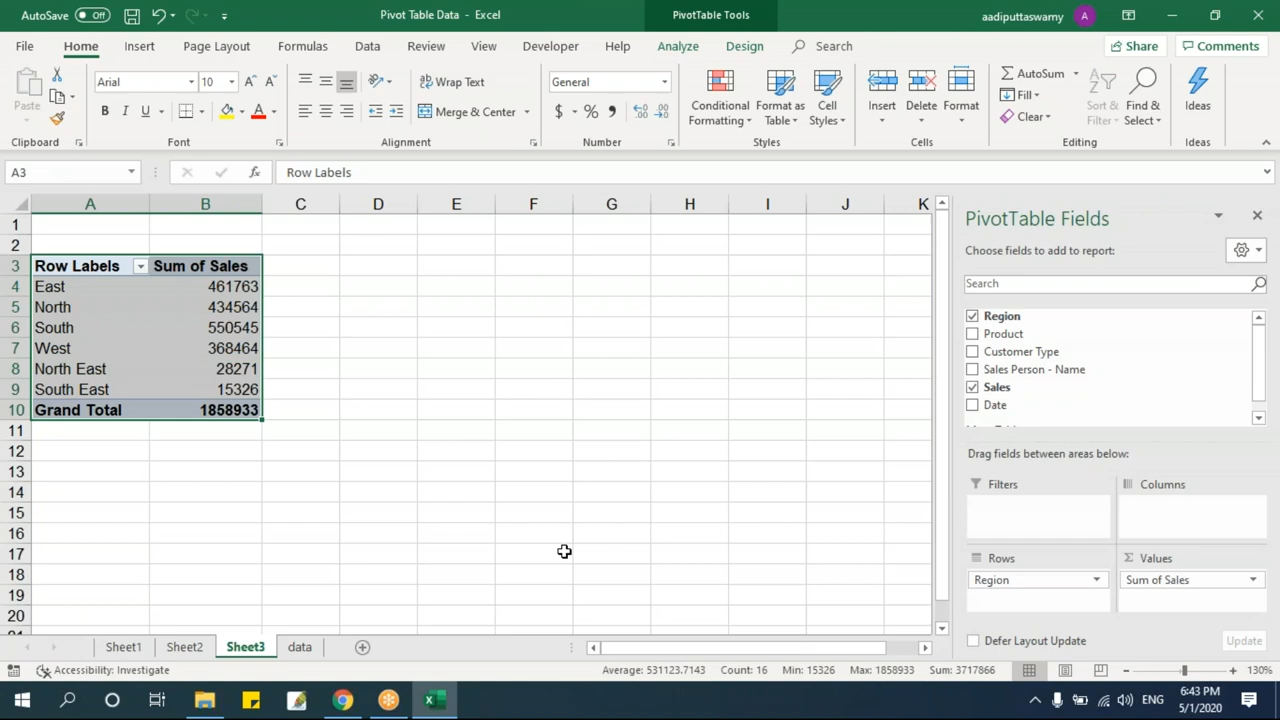 AutoSave Off Pivot Table Data - Excel PivotTable Tools aadiputtaswamy A
File Home Insert Page Layout Formulas Data Review View Developer Help Analyze Design Search Share Comments
Paste Arial 10 Wrap Text General Conditional Formatting Format as Table Cell Styles Insert Delete Format AutoSum Fill Clear Sort & Filter Find & Select Ideas
B I U Merge & Center $ %
Clipboard Font Alignment Number Styles Cells Editing Ideas
A3 fx Row Labels
A B C D E F G H I J K
1
2
3 Row Labels Sum of Sales
4 East 461763
5 North 434564
6 South 550545
7 West 368464
8 North East 28271
9 South East 15326
10 Grand Total 1858933
11
12
13
14
15
16
17
18
19
20
PivotTable Fields
Choose fields to add to report:
Search
Region
Product
Customer Type
Sales Person - Name
Sales
Date
Drag fields between areas below:
Filters Columns
Rows Values
Region Sum of Sales
Defer Layout Update Update
Sheet1 Sheet2 Sheet3 data
Accessibility: Investigate Average: 531123.7143 Count: 16 Min: 15326 Max: 1858933 Sum: 3717866 130%
ENG 6:43 PM
5/1/2020